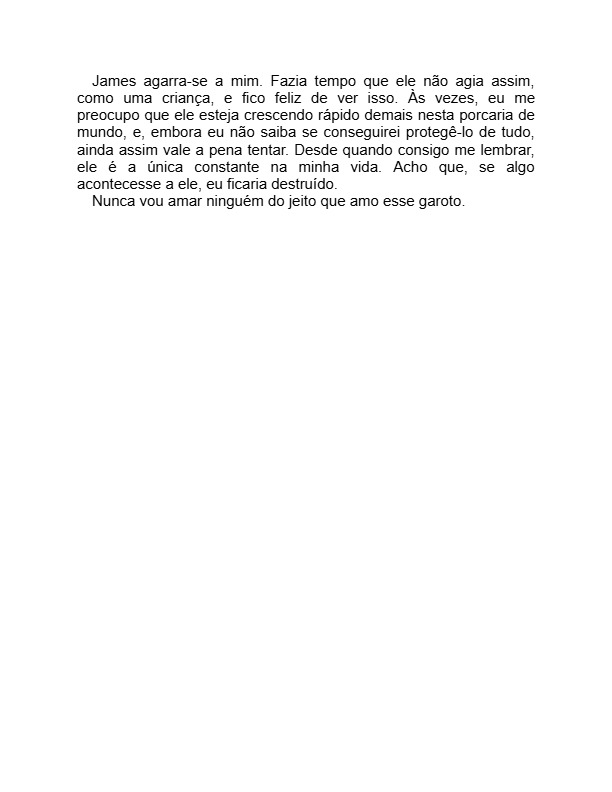 James agarra-se a mim. Fazia tempo que ele não agia assim,
como uma criança, e fico feliz de ver isso. Às vezes, eu me
preocupo que ele esteja crescendo rápido demais nesta porcaria de
mundo, e, embora eu não saiba se conseguirei protegê-lo de tudo,
ainda assim vale a pena tentar. Desde quando consigo me lembrar,
ele é a única constante na minha vida. Acho que, se algo
acontecesse a ele, eu ficaria destruído.
Nunca vou amar ninguém do jeito que amo esse garoto.